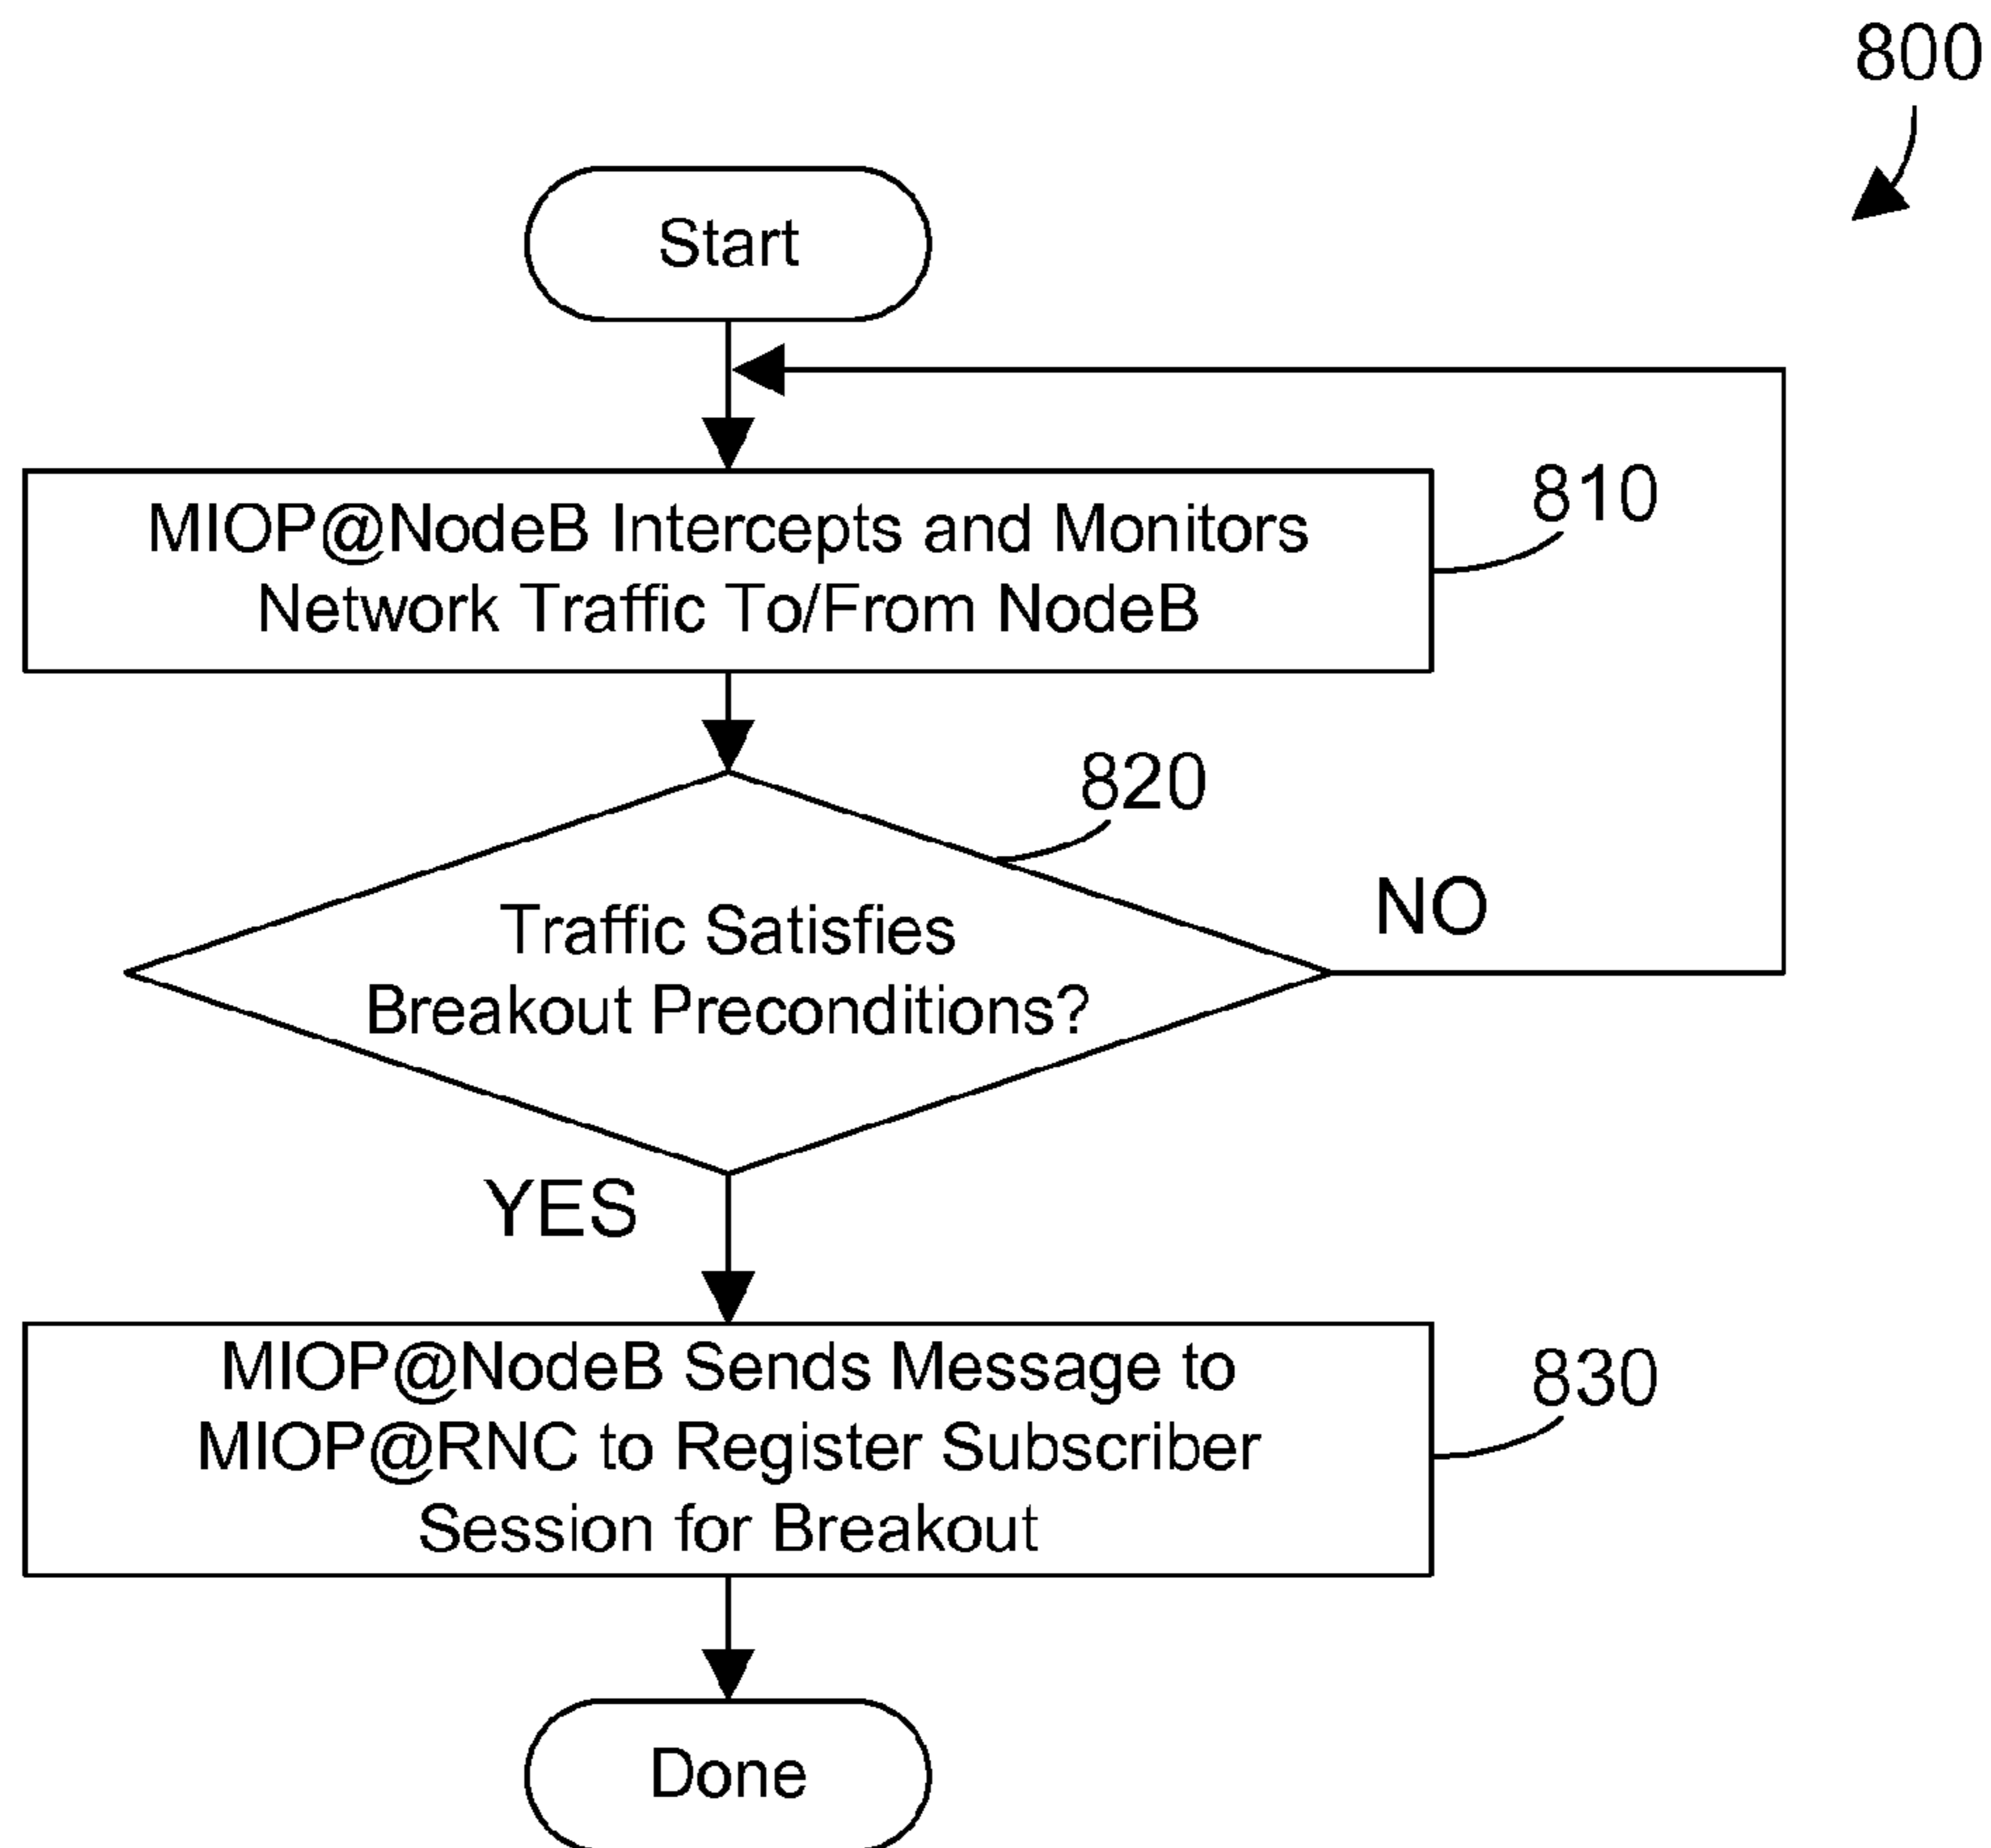 800
Start
MIOP@NodeB Intercepts and Monitors
Network Traffic To/From NodeB
810
820
Traffic Satisfies
Breakout Preconditions?
NO
YES
MIOP@NodeB Sends Message to
MIOP@RNC to Register Subscriber
Session for Breakout
830
Done